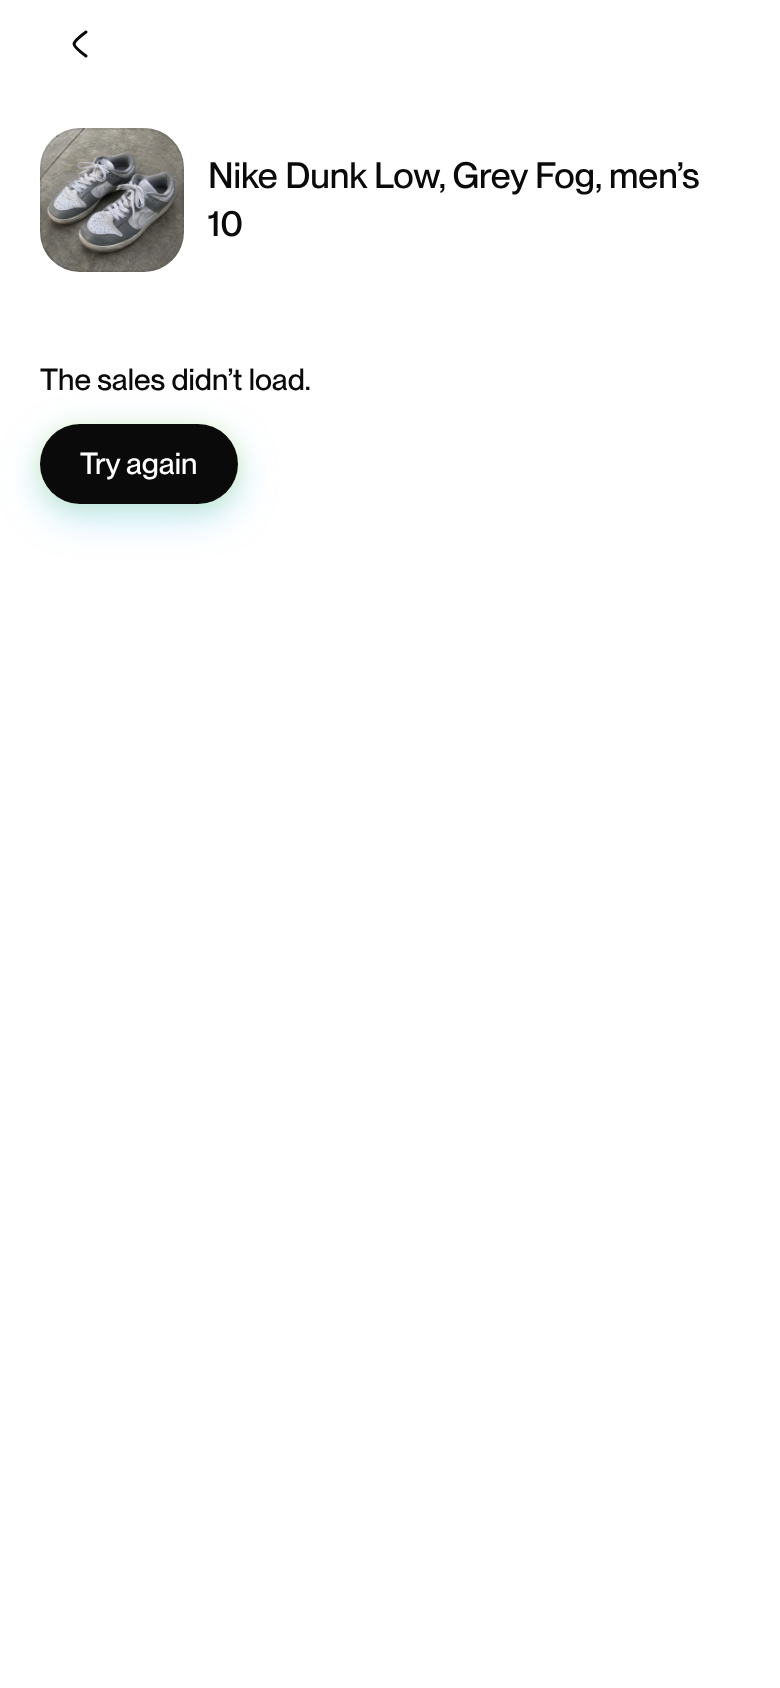 Nike Dunk Low, Grey Fog, men’s
10
The sales didn’t load.
Try again